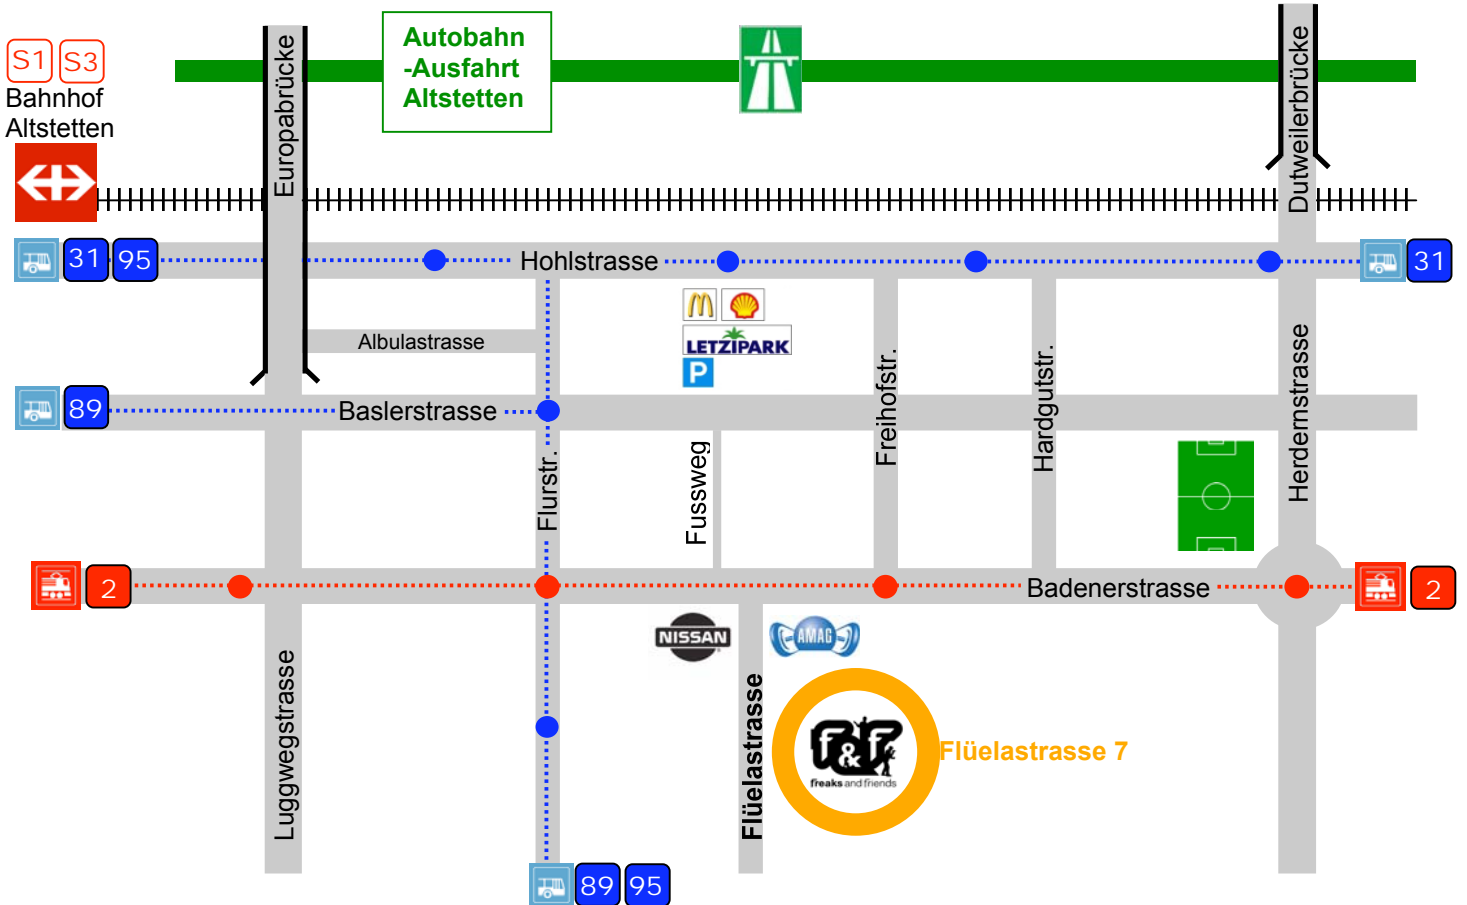 S1 S3
Bahnhof
Altstetten
Europabrücke
Autobahn
-Ausfahrt
Altstetten
Dutweilerbrücke
31 95
Hohlstrasse
31
M
LETZIPARK
P
Albulastrasse
89
Baslerstrasse
Flurstr.
Fussweg
Freihofstr.
Hardgutstr.
Herdernstrasse
2
Badenerstrasse
2
NISSAN
AMAG
Luggwegstrasse
Flüelastrasse
F&F
freaks and friends
Flüelastrasse 7
89 95